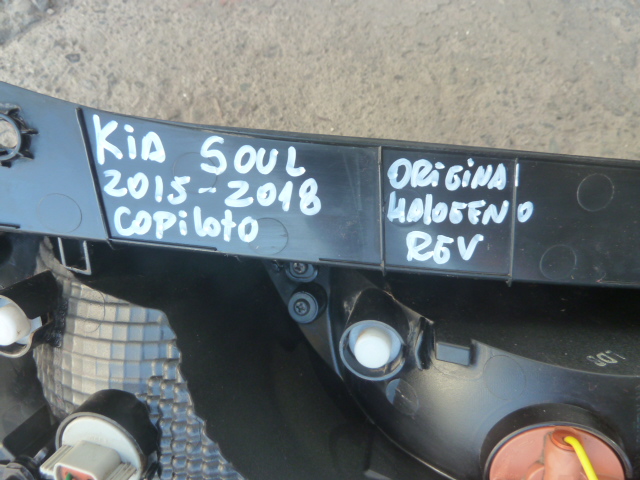 KiA SOUL
2015-2018
COPiLOTO
ORiGiNAl
HALOGENO
REV